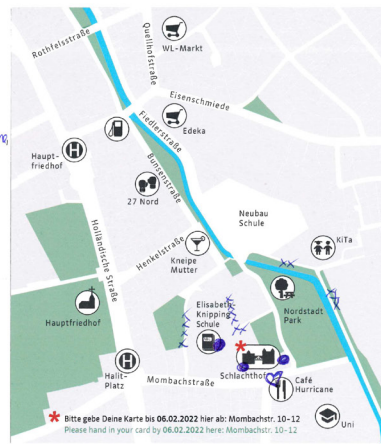 Rothfelsstraße
Quellhofstraße
WL-Markt
Eisenschmiede
Fiedlerstraße
Edeka
H
Haupt-
friedhof
Bunsenstraße
27 Nord
Neubau
Schule
Holländische Straße
Henkelstraße
Kneipe
Mutter
KiTa
Hauptfriedhof
Elisabeth
Knipping
Schule
Nordstadt
Park
H
Halit-
Platz
Mombachstraße
Schlachthof
Café
Hurricane
Uni
* Bitte gebe Deine Karte bis 06.02.2022 hier ab: Mombachstr. 10–12
Please hand in your card by 06.02.2022 here: Mombachstr. 10–12